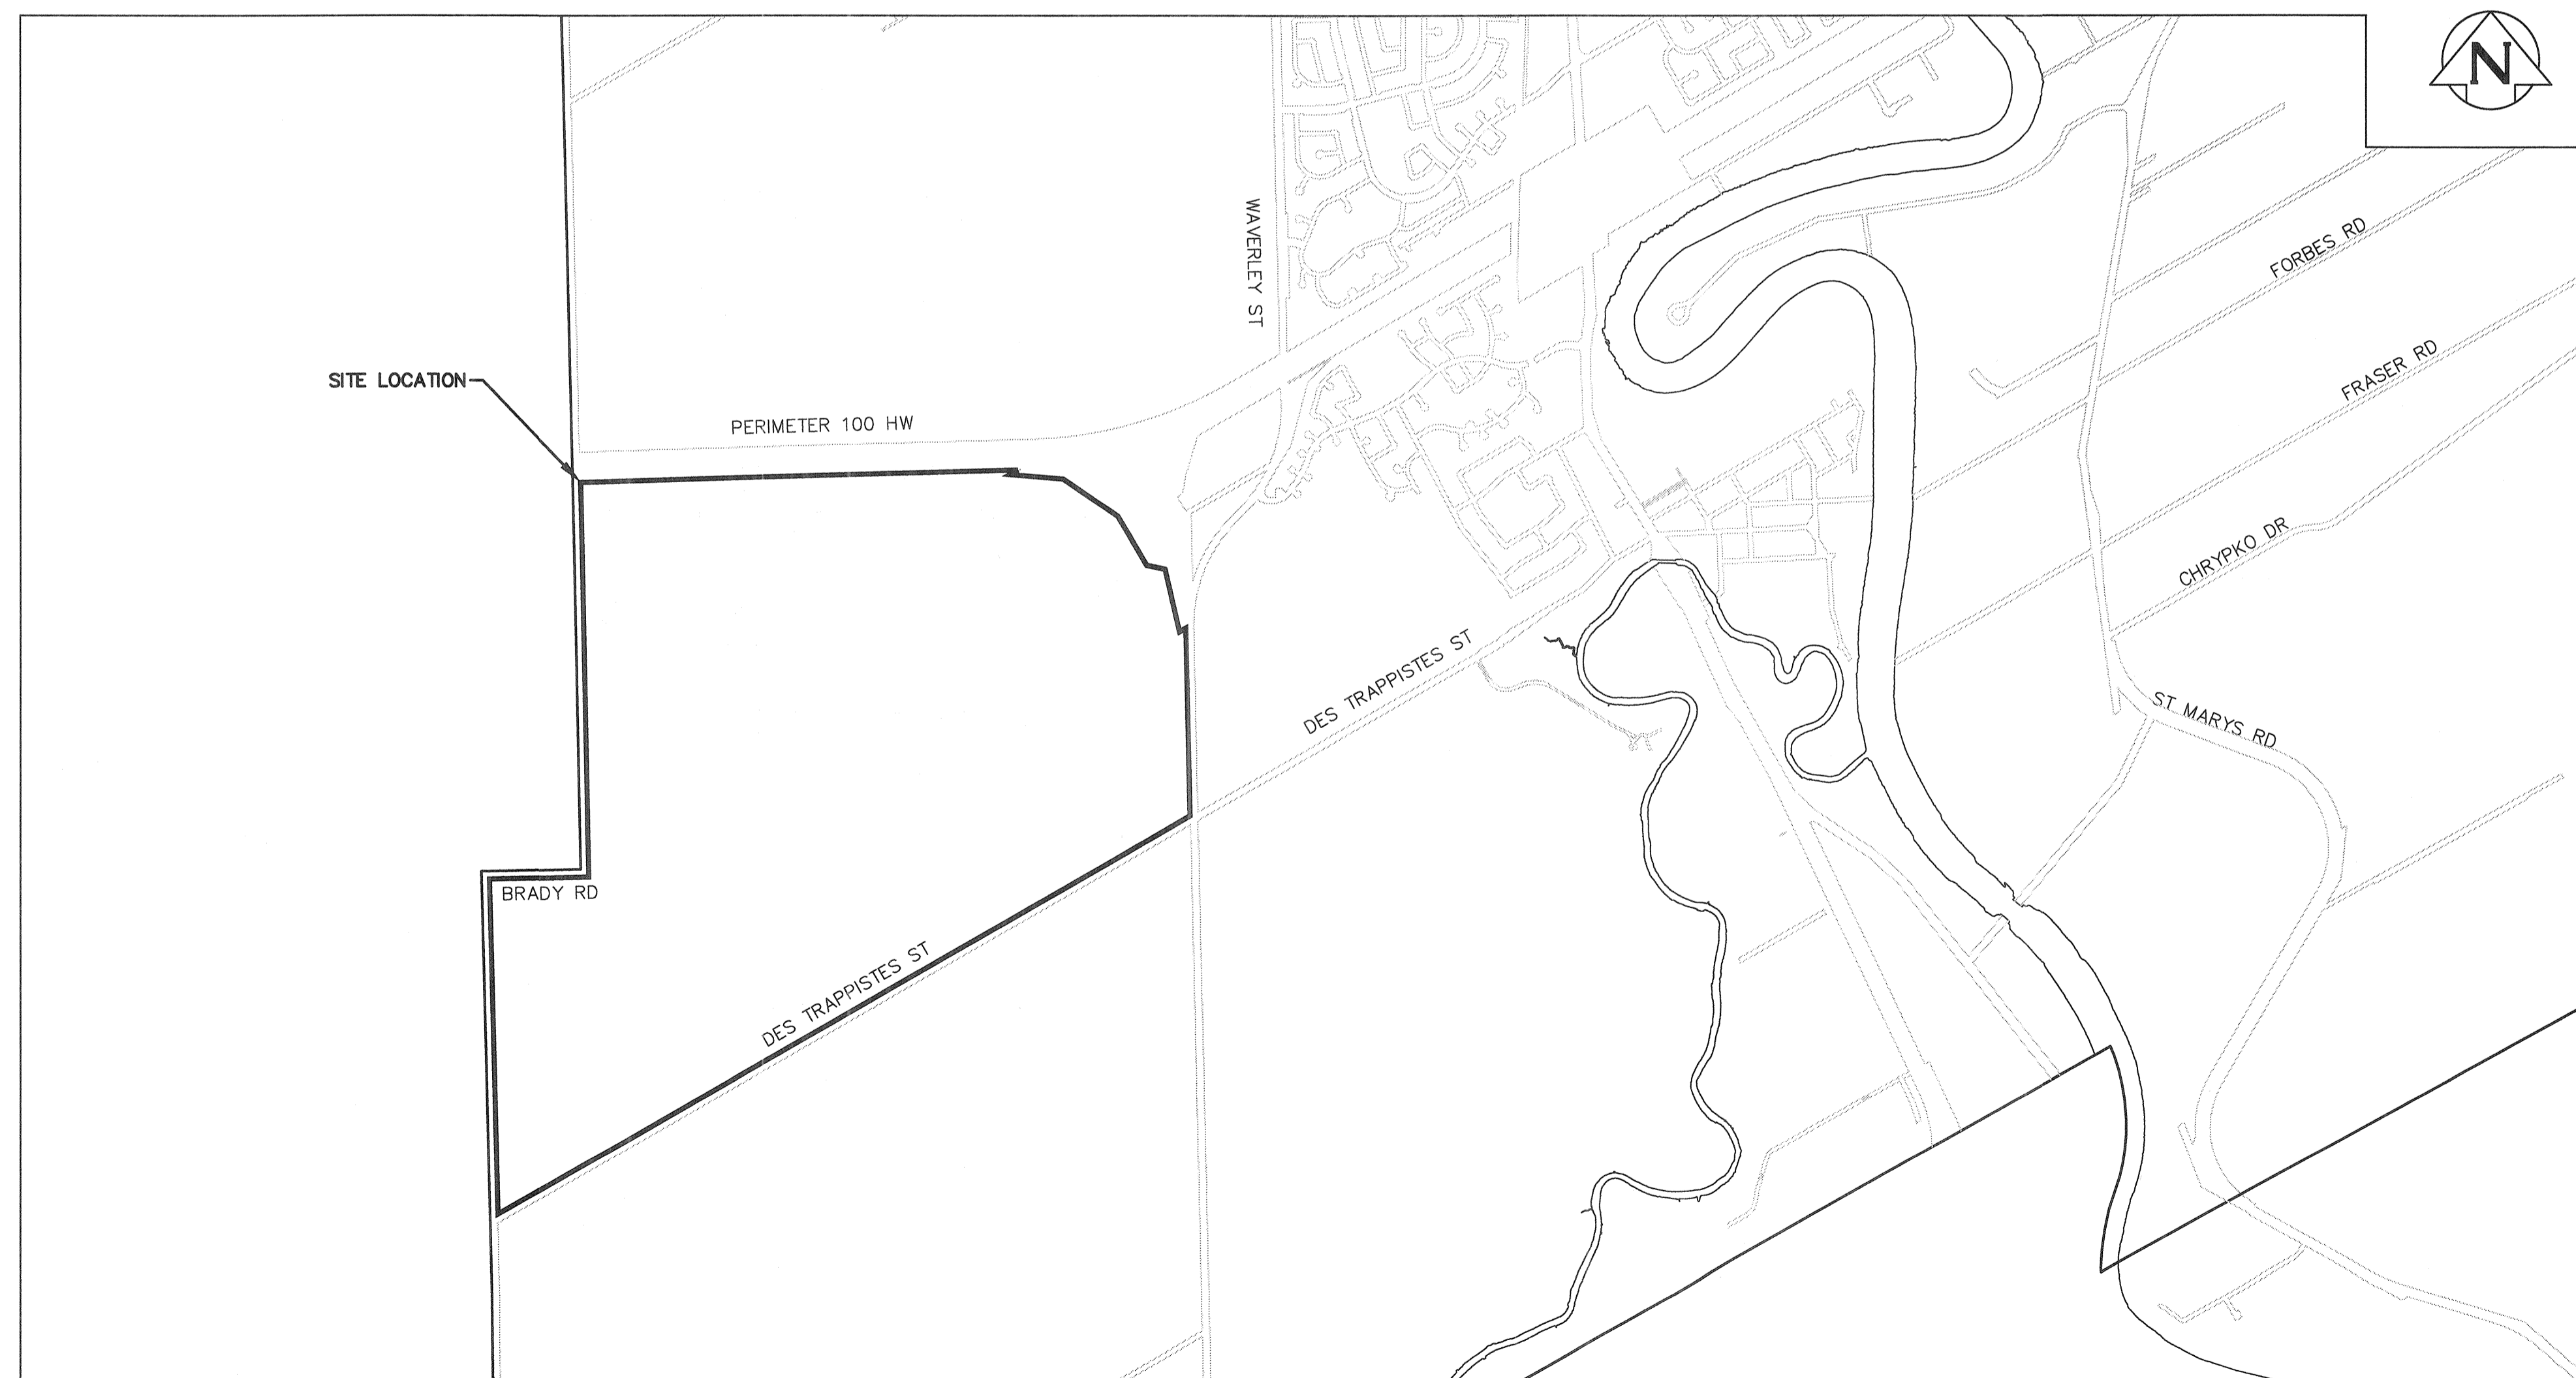 N
WAVERLEY ST
FORBES RD
FRASER RD
SITE LOCATION
PERIMETER 100 HW
CHRYPKO DR
DES TRAPPISTES ST
ST MARYS RD
BRADY RD
DES TRAPPISTES ST